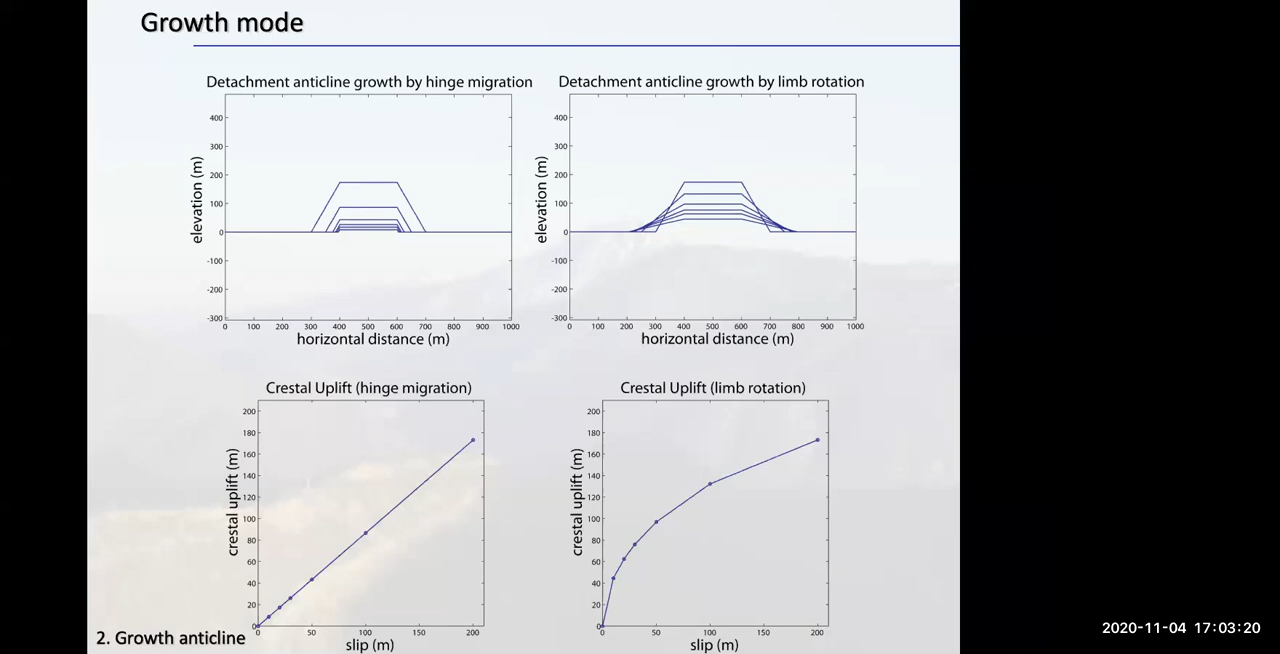 Growth mode
Detachment anticline growth by hinge migration
Detachment anticline growth by limb rotation
elevation (m)
400
300
200
100
0
-100
-200
-300
0 100 200 300 400 500 600 700 800 900 1000
horizontal distance (m)
elevation (m)
400
300
200
100
0
-100
-200
-300
0 100 200 300 400 500 600 700 800 900 1000
horizontal distance (m)
Crestal Uplift (hinge migration)
crestal uplift (m)
200
180
160
140
120
100
80
60
40
20
0
0 50 100 150 200
slip (m)
Crestal Uplift (limb rotation)
crestal uplift (m)
200
180
160
140
120
100
80
60
40
20
0
0 50 100 150 200
slip (m)
2. Growth anticline
2020-11-04 17:03:20